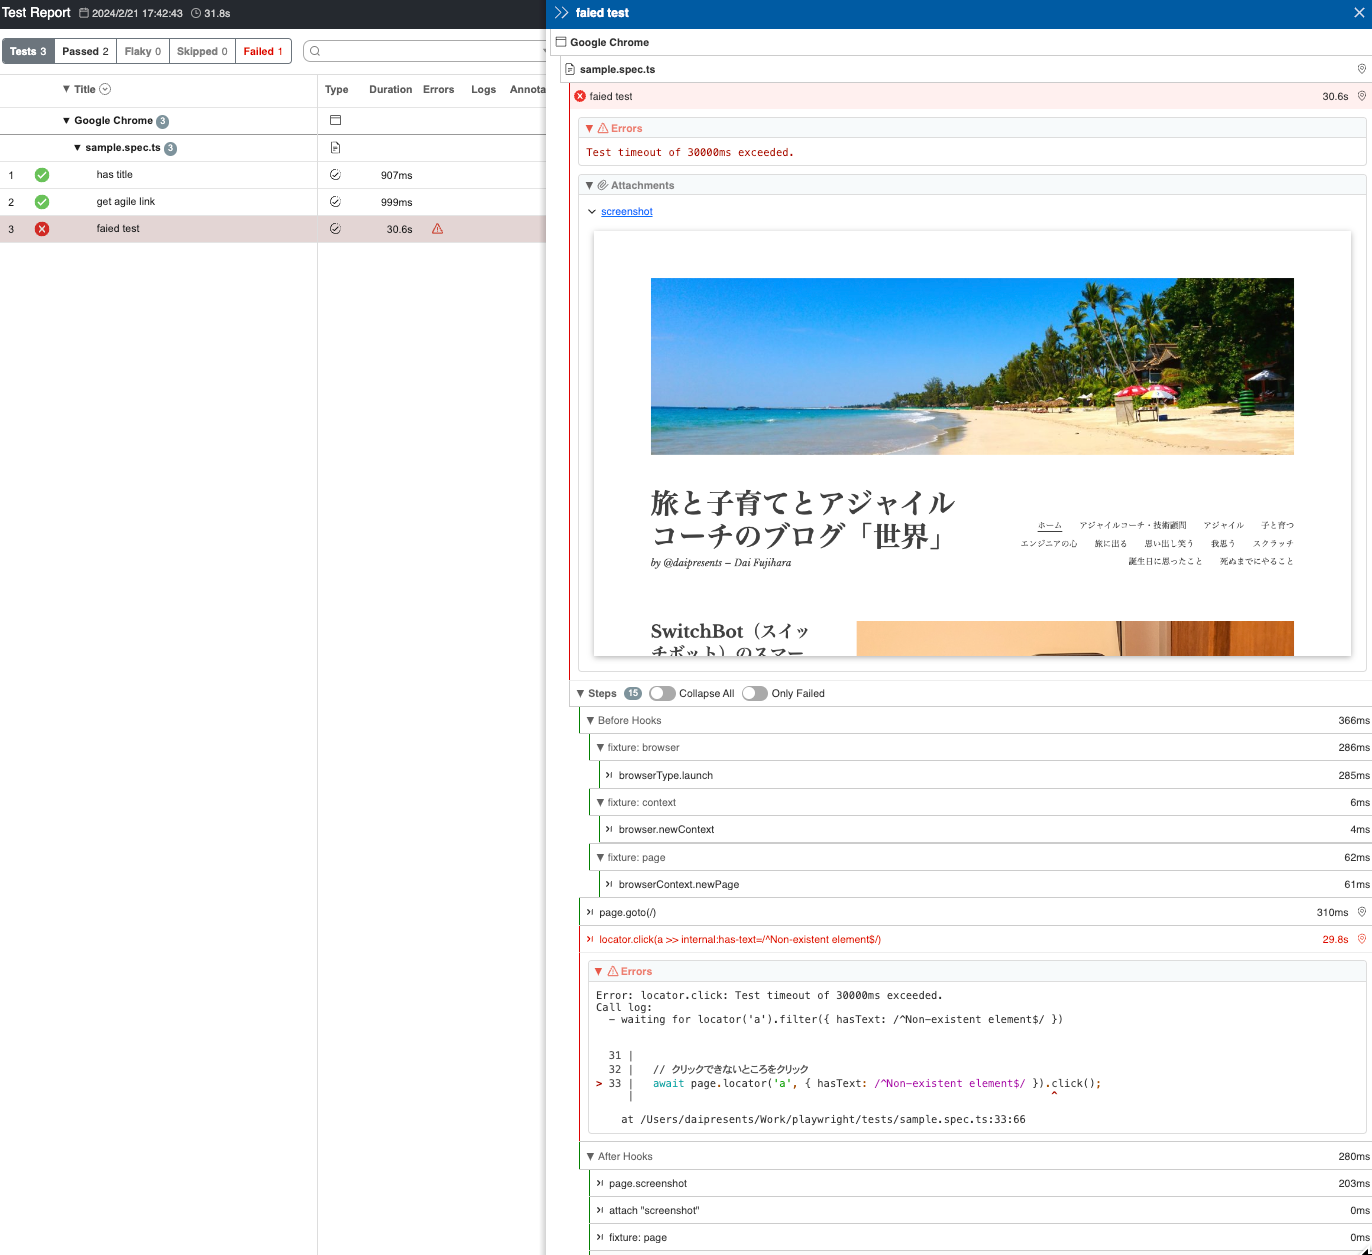 Test Report 2024/2/21 17:42:43 31.8s
Tests 3 Passed 2 Flaky 0 Skipped 0 Failed 1
▼ Title Type Duration Errors Logs Annota
▼ Google Chrome 3
▼ sample.spec.ts 3
1 has title 907ms
2 get agile link 999ms
3 faied test 30.6s
faied test
Google Chrome
sample.spec.ts
faied test 30.6s
▼ Errors
Test timeout of 30000ms exceeded.
▼ Attachments
screenshot
旅と子育てとアジャイル
コーチのブログ「世界」
by @daipresents – Dai Fujihara
ホーム アジャイルコーチ・技術顧問 アジャイル 子と育つ
エンジニアの心 旅に出る 思い出し笑う 我思う スクラッチ
誕生日に思ったこと 死ぬまでにやること
SwitchBot（スイッ
チボット）のスマー
▼ Steps 15 Collapse All Only Failed
▼ Before Hooks 366ms
▼ fixture: browser 286ms
browserType.launch 285ms
▼ fixture: context 6ms
browser.newContext 4ms
▼ fixture: page 62ms
browserContext.newPage 61ms
page.goto(/) 310ms
locator.click(a >> internal:has-text=/^Non-existent element$/) 29.8s
▼ Errors
Error: locator.click: Test timeout of 30000ms exceeded.
Call log:
- waiting for locator('a').filter({ hasText: /^Non-existent element$/ })
31 |
32 | // クリックできないところをクリック
> 33 | await page.locator('a', { hasText: /^Non-existent element$/ }).click();
| ^
at /Users/daipresents/Work/playwright/tests/sample.spec.ts:33:66
▼ After Hooks 280ms
page.screenshot 203ms
attach "screenshot" 0ms
fixture: page 0ms